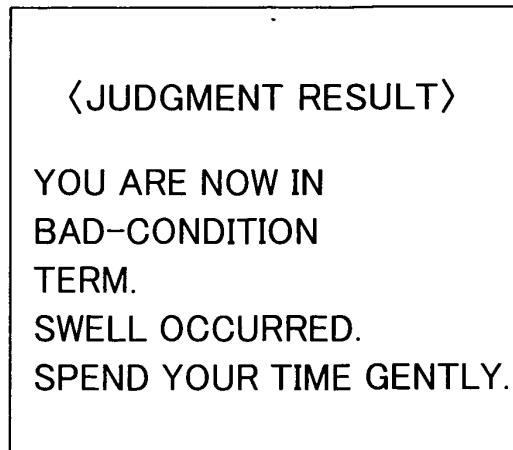 〈JUDGMENT RESULT〉
YOU ARE NOW IN
BAD-CONDITION
TERM.
SWELL OCCURRED.
SPEND YOUR TIME GENTLY.